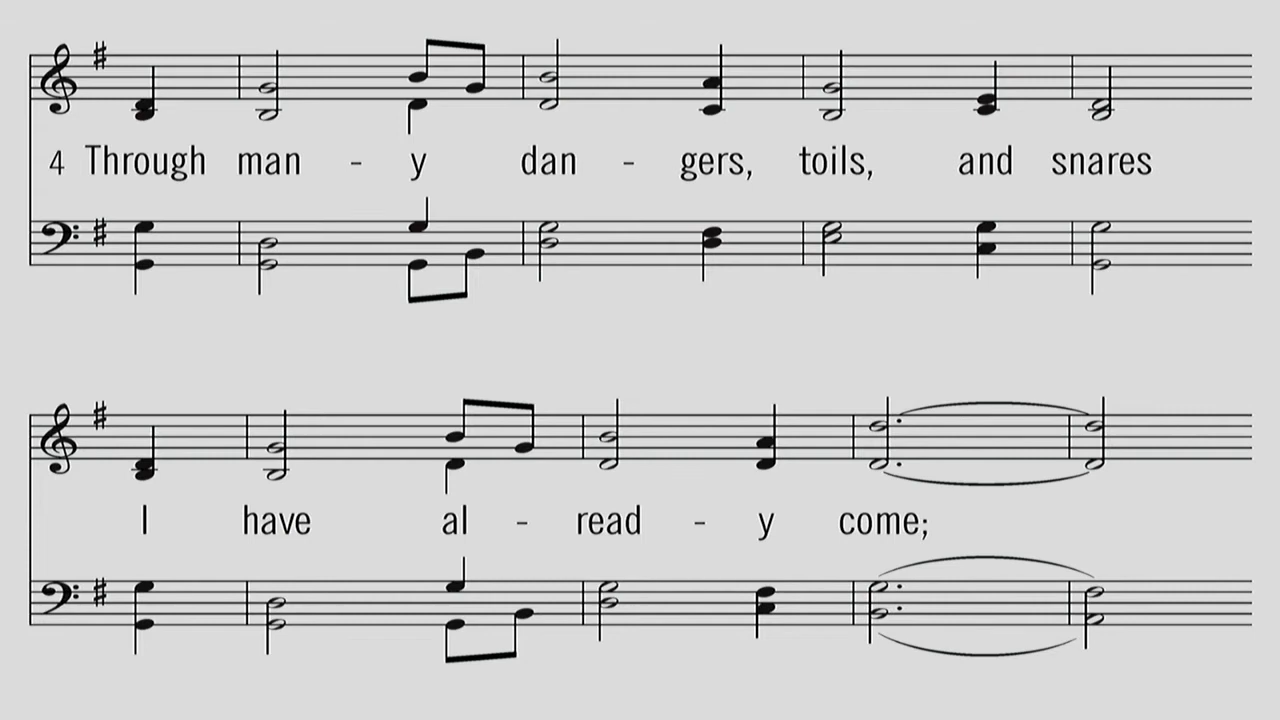 4 Through man - y dan - gers, toils, and snares
I have al - read - y come;